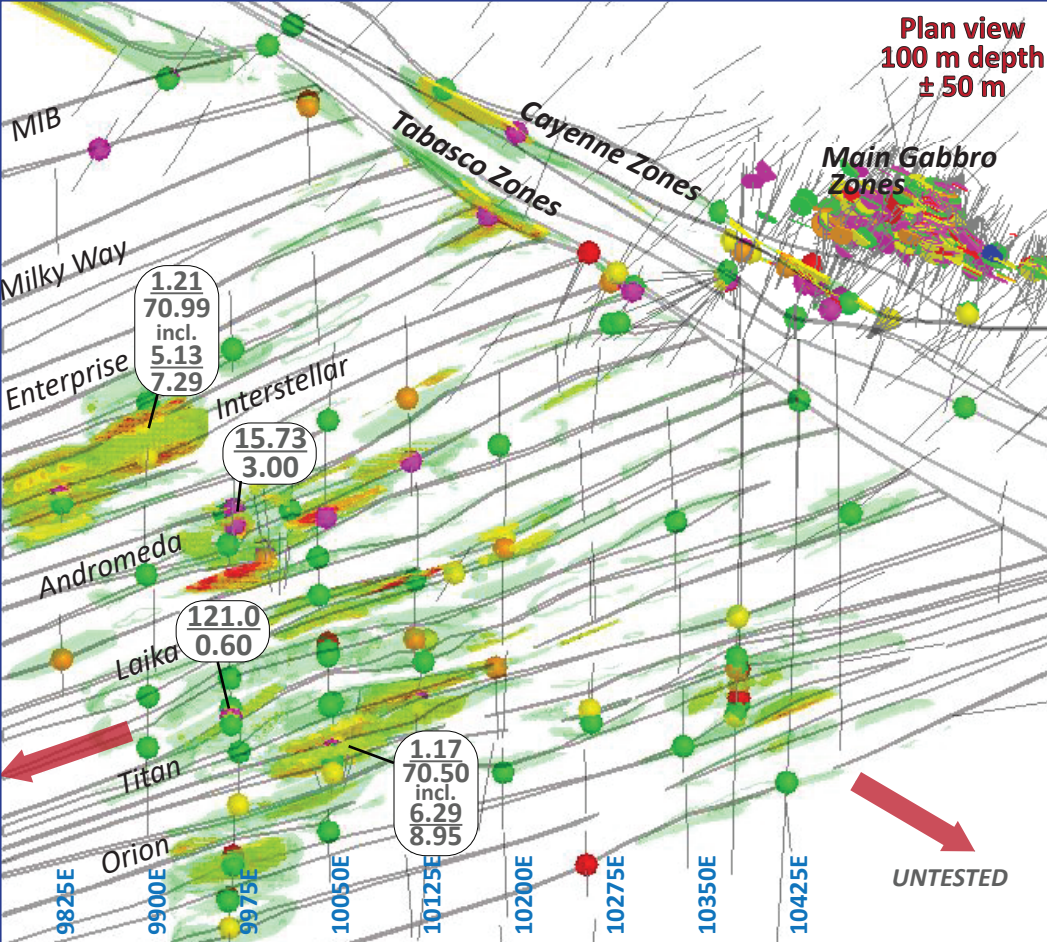 Plan view
100 m depth
± 50 m
MIB
Tabasco Zones
Cayenne Zones
Main Gabbro
Zones
Milky Way
1.21
70.99
incl.
5.13
7.29
Enterprise
Interstellar
15.73
3.00
Andromeda
121.0
0.60
Laika
Titan
1.17
70.50
incl.
6.29
8.95
Orion
UNTESTED
9825E
9900E
9975E
10050E
10125E
10200E
10275E
10350E
10425E